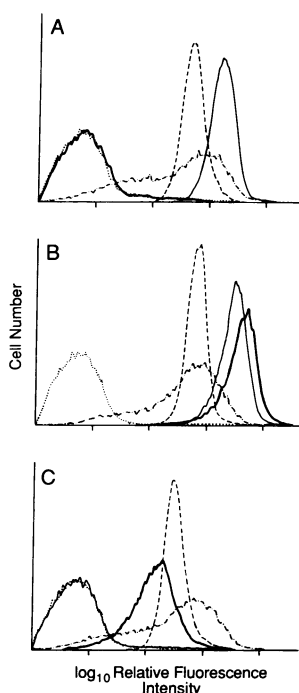 A
B
Cell Number
C
log10 Relative Fluorescence
Intensity